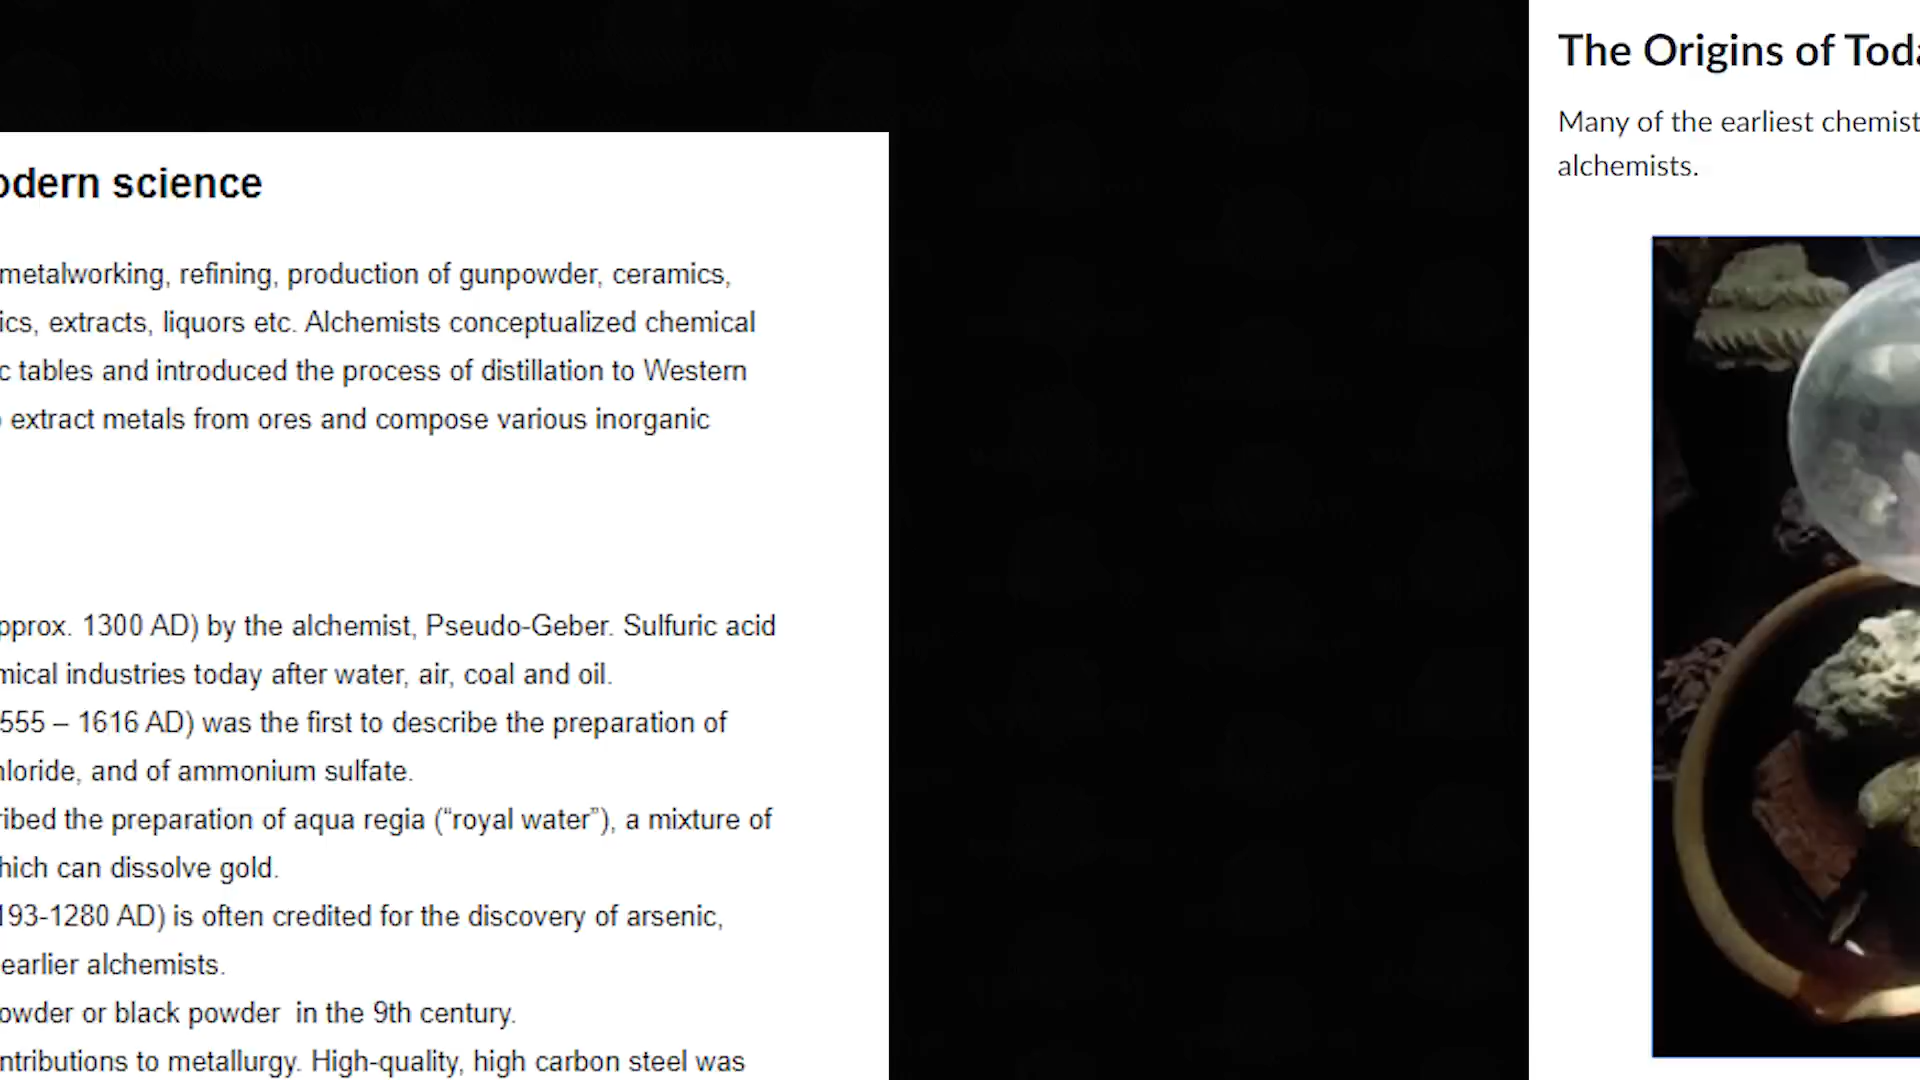 odern science
metalworking, refining, production of gunpowder, ceramics,
ics, extracts, liquors etc. Alchemists conceptualized chemical
c tables and introduced the process of distillation to Western
extract metals from ores and compose various inorganic
pprox. 1300 AD) by the alchemist, Pseudo-Geber. Sulfuric acid
mical industries today after water, air, coal and oil.
555 – 1616 AD) was the first to describe the preparation of
hloride, and of ammonium sulfate.
ribed the preparation of aqua regia (“royal water”), a mixture of
hich can dissolve gold.
193-1280 AD) is often credited for the discovery of arsenic,
earlier alchemists.
owder or black powder in the 9th century.
ntributions to metallurgy. High-quality, high carbon steel was
The Origins of Toda
Many of the earliest chemist
alchemists.